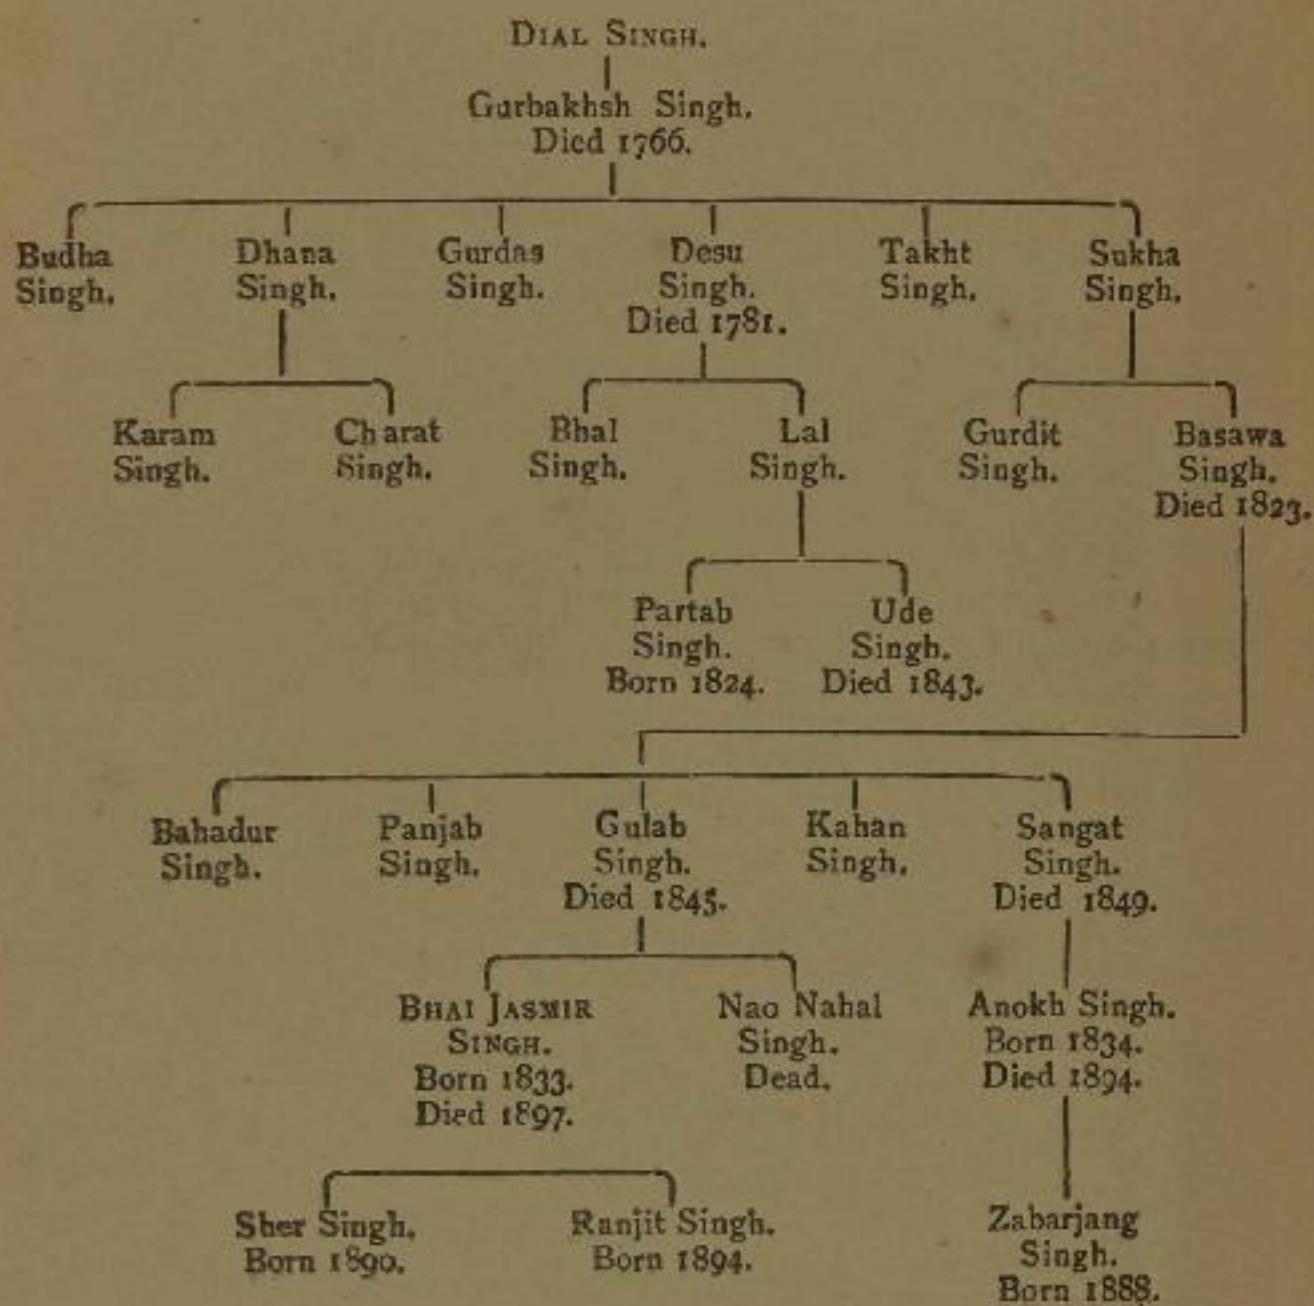 DIAL SINGH.
Gurbakhsh Singh.
Died 1766.
Budha Singh.
Dhana Singh.
Gurdas Singh.
Desu Singh.
Died 1781.
Takht Singh.
Sukha Singh.
Karam Singh.
Charat Singh.
Bhal Singh.
Lal Singh.
Gurdit Singh.
Basawa Singh.
Died 1823.
Partab Singh.
Born 1824.
Ude Singh.
Died 1843.
Bahadur Singh.
Panjab Singh.
Gulab Singh.
Died 1845.
Kahan Singh.
Sangat Singh.
Died 1849.
BHAI JASMIR SINGH.
Born 1833.
Died 1897.
Nao Nahal Singh.
Dead.
Anokh Singh.
Born 1834.
Died 1894.
Sher Singh.
Born 1890.
Ranjit Singh.
Born 1894.
Zabarjang Singh.
Born 1888.